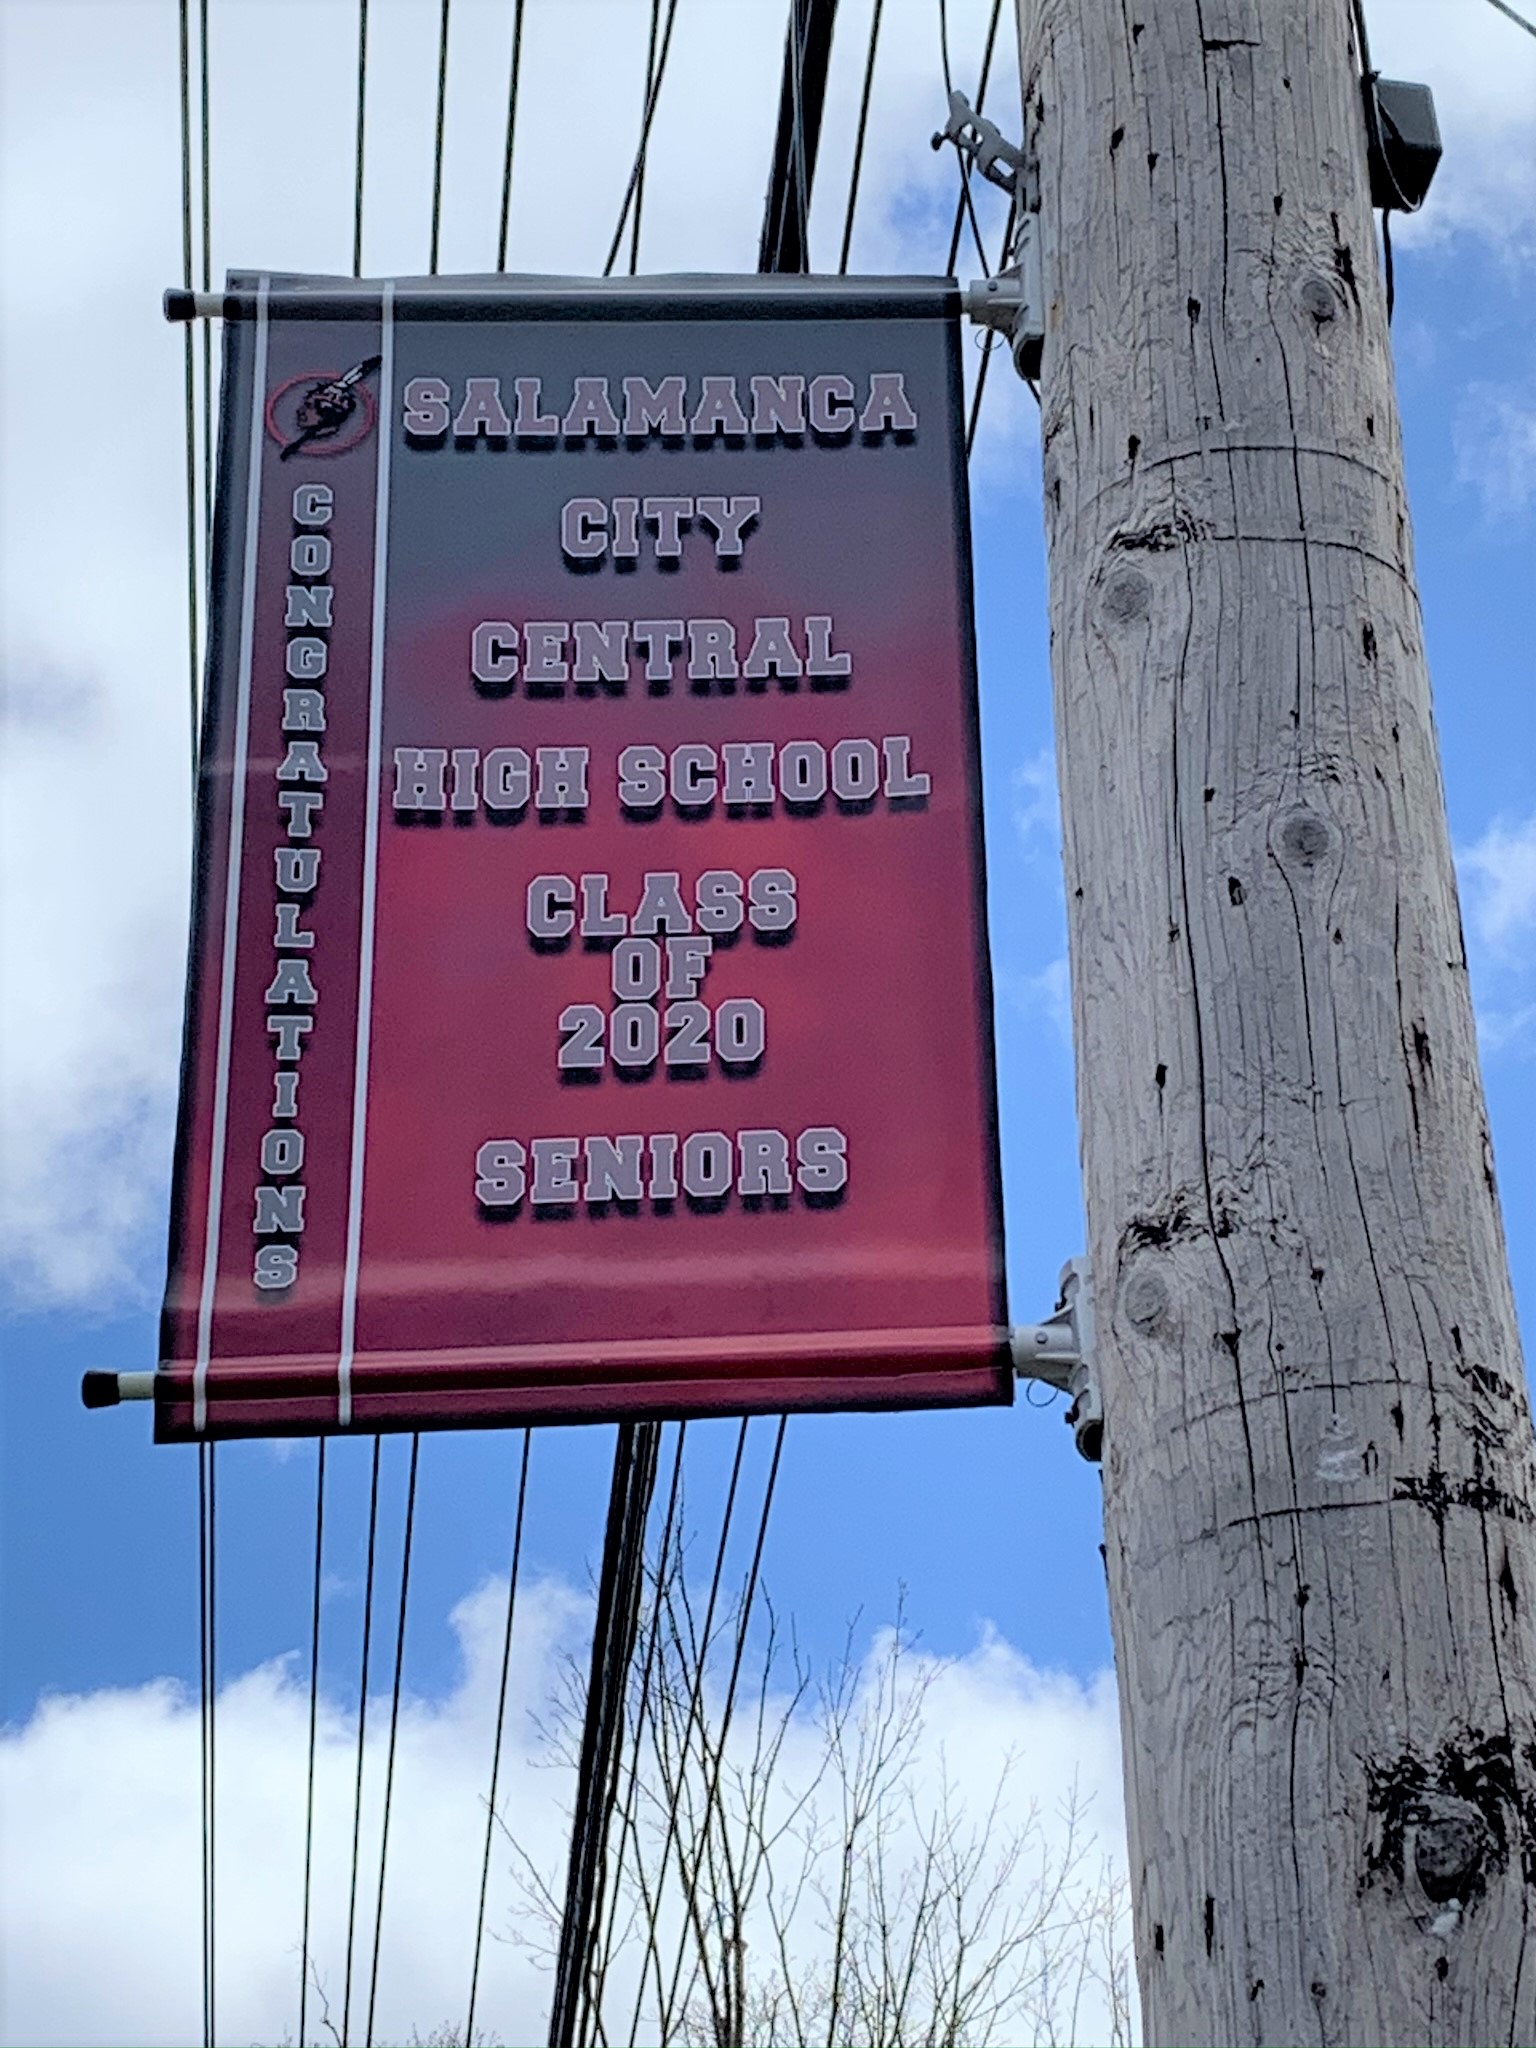 CONGRATULATIONS
SALAMANCA
CITY
CENTRAL
HIGH SCHOOL
CLASS
OF
2020
SENIORS